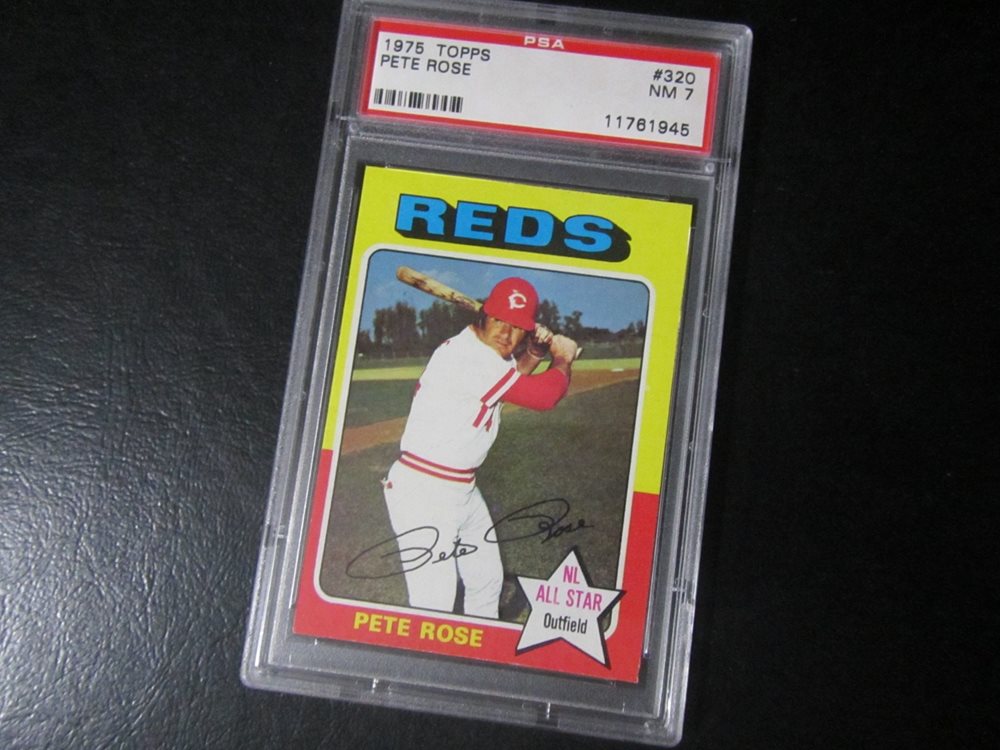 PSA
1975 TOPPS #320
PETE ROSE NM 7
11761945
REDS
C
Pete Rose
NL
ALL STAR
Outfield
PETE ROSE